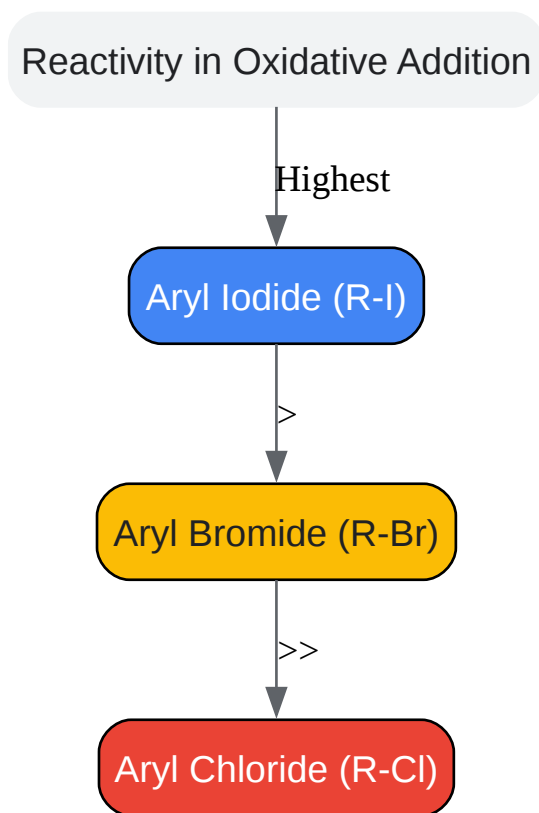 Reactivity in Oxidative Addition
Highest
Aryl Iodide (R-I)
>
Aryl Bromide (R-Br)
>>
Aryl Chloride (R-Cl)